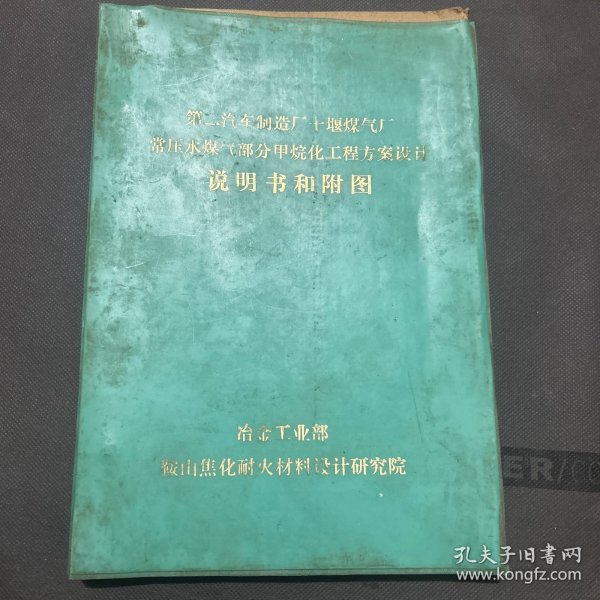 第二汽车制造厂十堰煤气厂
常压水煤气部分甲烷化工程方案设计
说明书和附图
冶金工业部
鞍山焦化耐火材料设计研究院
ER/CO
孔夫子旧书网
www.kongfz.com